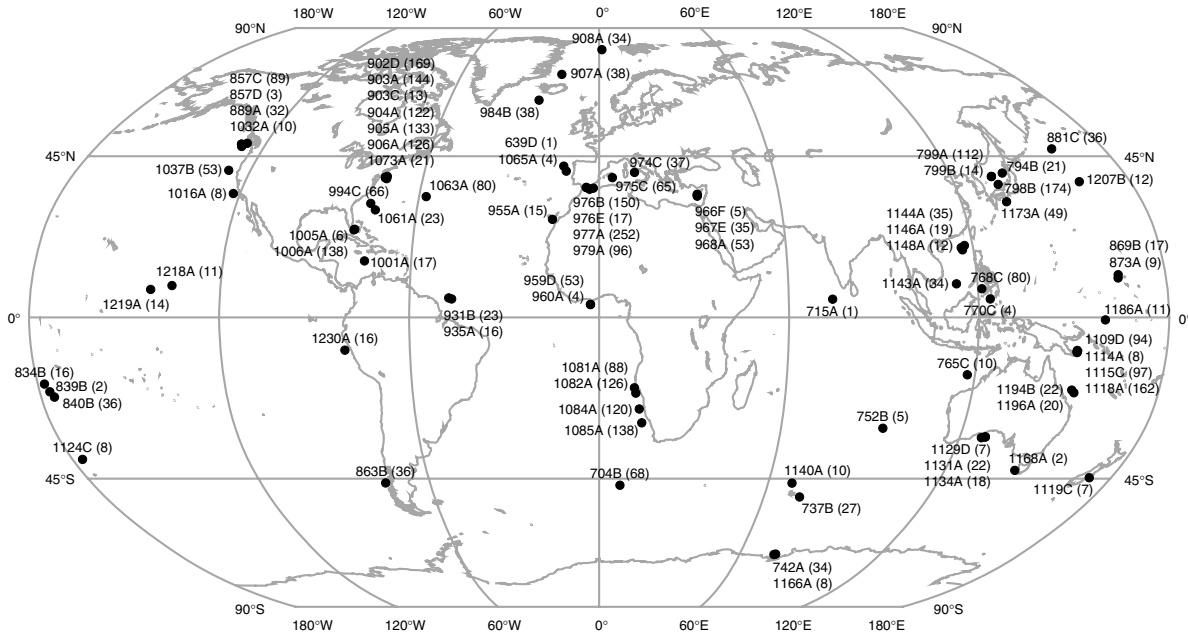 180°W 120°W 60°W 0° 60°E 120°E 180°E
90°N 90°N
908A (34)
907A (38)
984B (38)
902D (169)
903A (144)
903C (13)
904A (122)
905A (133)
906A (126)
1073A (21)
857C (89)
857D (3)
889A (32)
1032A (10)
45°N 45°N
1037B (53)
1016A (8)
994C (66)
1061A (23)
1063A (80)
1005A (6)
1006A (138)
1001A (17)
639D (1)
1065A (4)
955A (15)
974C (37)
975C (65)
976B (150)
976E (17)
977A (252)
979A (96)
966F (5)
967E (35)
968A (53)
881C (36)
799A (112)
799B (14)
794B (21)
798B (174)
1207B (12)
1173A (49)
1144A (35)
1146A (19)
1148A (12)
1143A (34)
768C (80)
770C (4)
869B (17)
873A (9)
1218A (11)
1219A (14)
931B (23)
935A (16)
959D (53)
960A (4)
715A (1)
1186A (11)
0° 0°
1230A (16)
1109D (94)
1114A (8)
1115C (97)
1118A (162)
834B (16)
839B (2)
840B (36)
1081A (88)
1082A (126)
1084A (120)
1085A (138)
765C (10)
1194B (22)
1196A (20)
752B (5)
1124C (8)
863B (36)
704B (68)
1140A (10)
737B (27)
1129D (7)
1131A (22)
1134A (18)
1168A (2)
1119C (7)
45°S 45°S
742A (34)
1166A (8)
90°S 90°S
180°W 120°W 60°W 0° 60°E 120°E 180°E